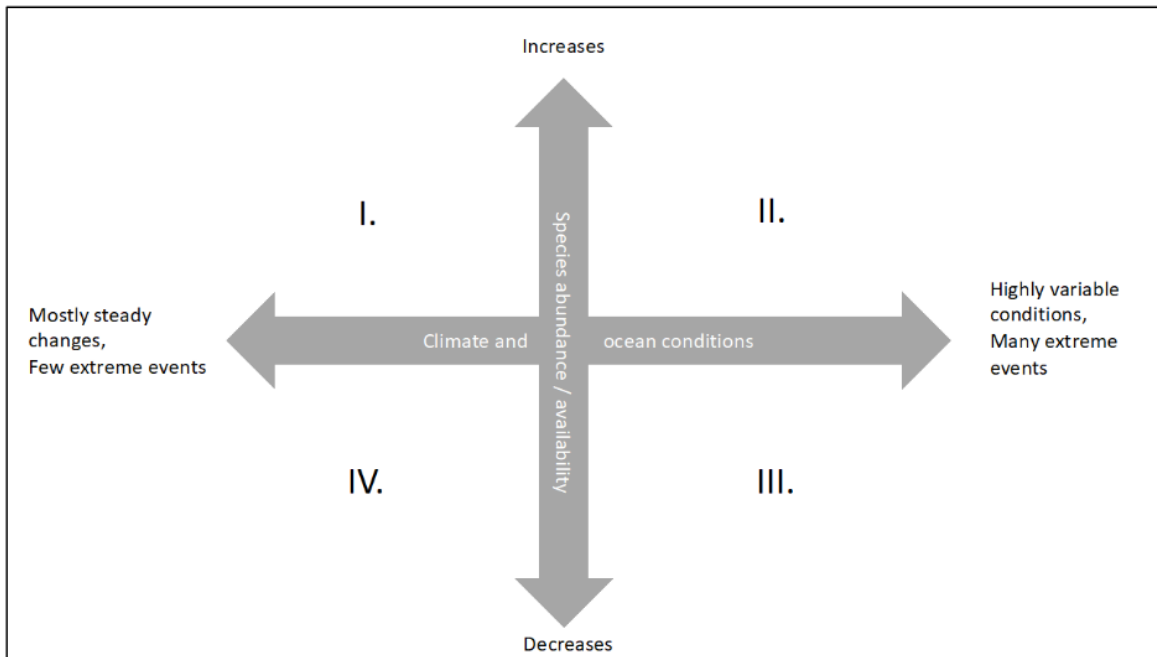 Increases
I.
II.
Species abundance / availability
Mostly steady
changes,
Few extreme events
Climate and ocean conditions
Highly variable
conditions,
Many extreme
events
IV.
III.
Decreases